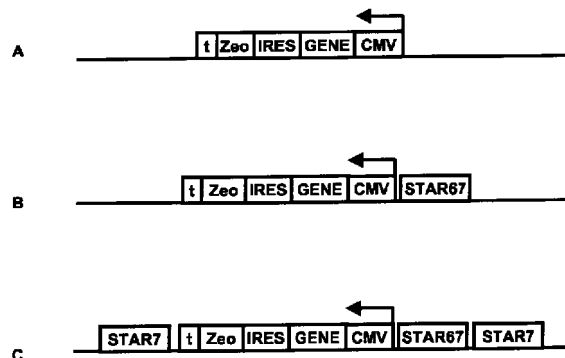 A t Zeo IRES GENE CMV
B t Zeo IRES GENE CMV STAR67
C STAR7 t Zeo IRES GENE CMV STAR67 STAR7